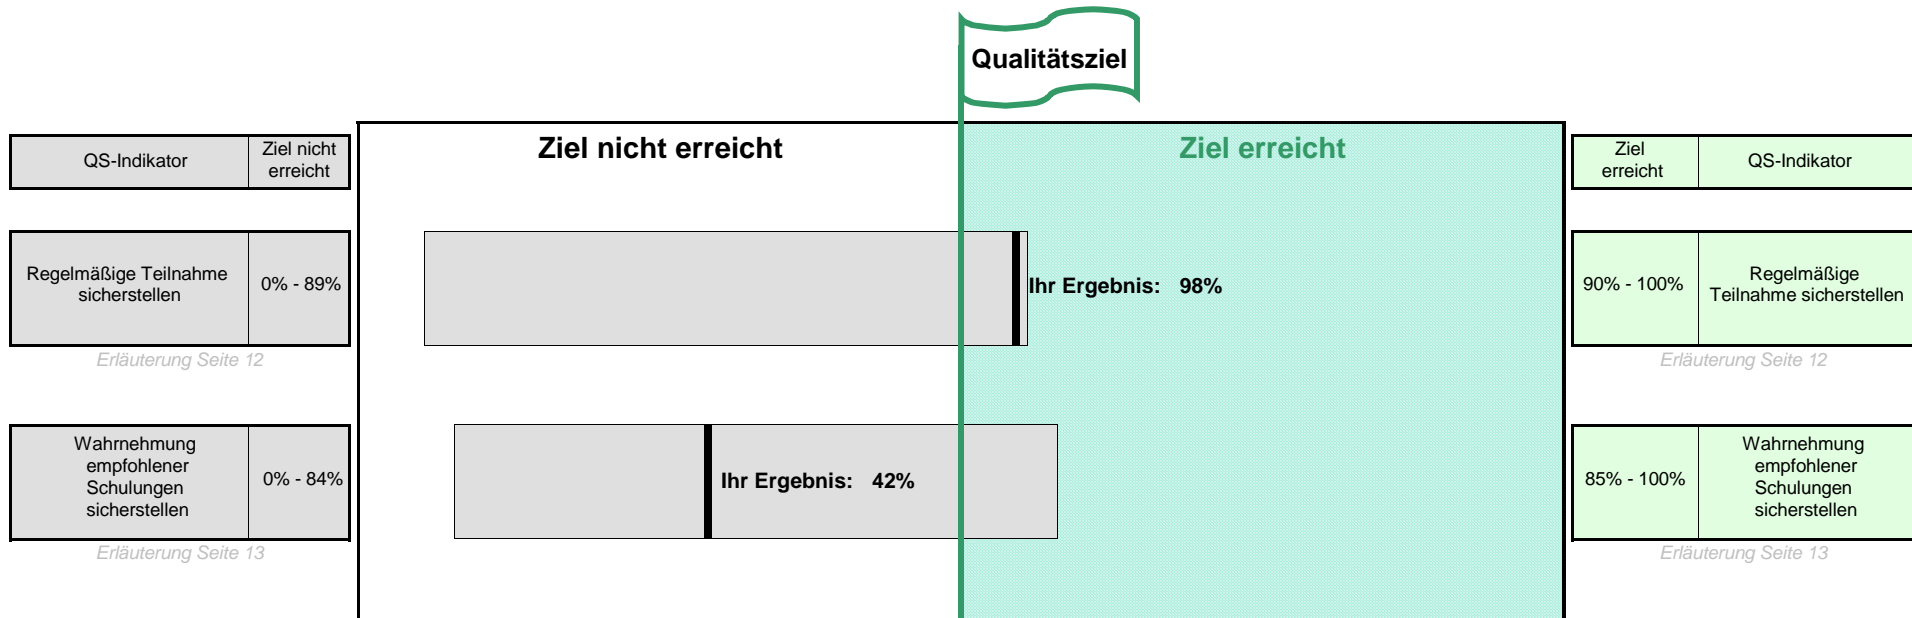 Qualitätsziel
Ziel nicht erreicht
Ziel erreicht
QS-Indikator
Ziel nicht
erreicht
Ziel
erreicht
QS-Indikator
Regelmäßige Teilnahme
sicherstellen
0% - 89%
Ihr Ergebnis: 98%
90% - 100%
Regelmäßige
Teilnahme sicherstellen
Erläuterung Seite 12
Erläuterung Seite 12
Wahrnehmung
empfohlener
Schulungen
sicherstellen
0% - 84%
Ihr Ergebnis: 42%
85% - 100%
Wahrnehmung
empfohlener
Schulungen
sicherstellen
Erläuterung Seite 13
Erläuterung Seite 13